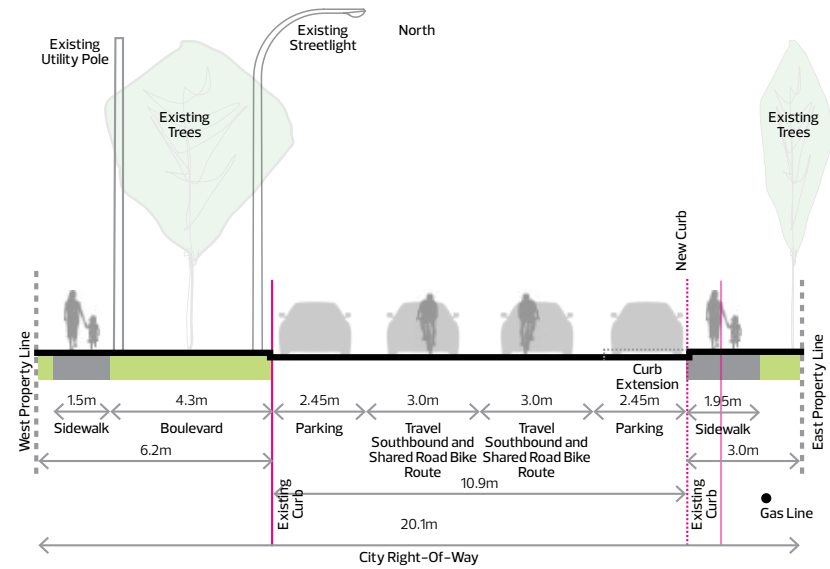 Existing
Utility Pole
Existing
Streetlight
North
Existing
Trees
Existing
Trees
New Curb
West Property Line
East Property Line
Curb
Extension
1.5m
4.3m
2.45m
3.0m
3.0m
2.45m
1.95m
Sidewalk
Boulevard
Parking
Travel
Southbound and
Shared Road Bike
Route
Travel
Southbound and
Shared Road Bike
Route
Parking
Sidewalk
6.2m
3.0m
10.9m
Existing
Curb
Existing
Curb
Gas Line
20.1m
City Right-Of-Way